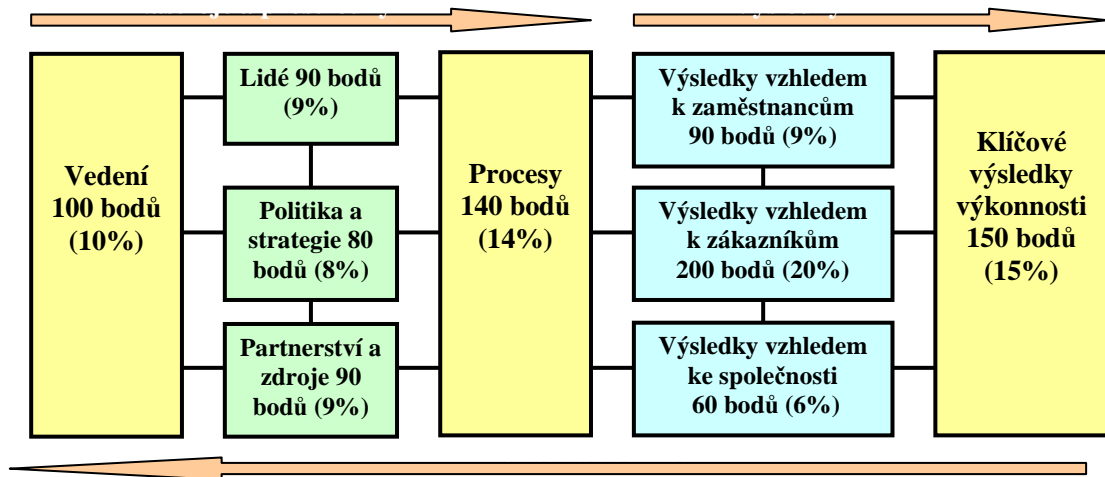 Vedení
100 bodů
(10%)
Lidé 90 bodů
(9%)
Politika a
strategie 80
bodů (8%)
Partnerství a
zdroje 90
bodů (9%)
Procesy
140 bodů
(14%)
Výsledky vzhledem
k zaměstnancům
90 bodů (9%)
Výsledky vzhledem
k zákazníkům
200 bodů (20%)
Výsledky vzhledem
ke společnosti
60 bodů (6%)
Klíčové
výsledky
výkonnosti
150 bodů
(15%)